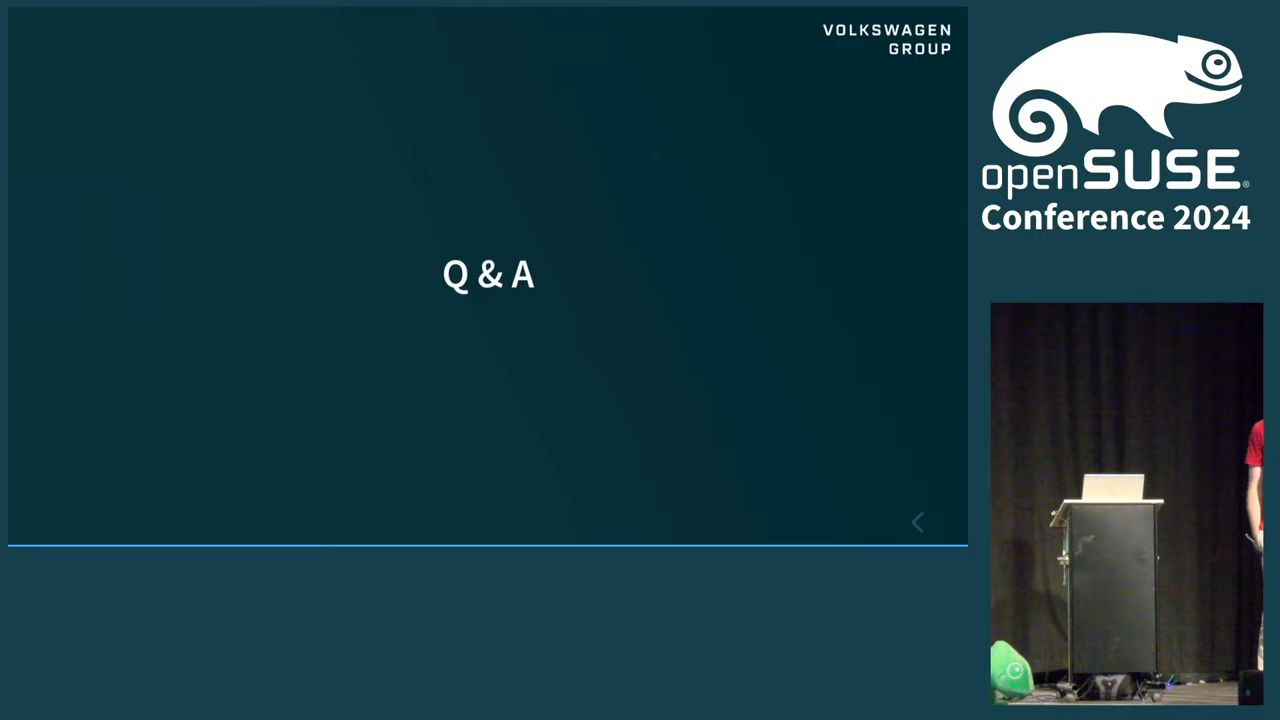 VOLKSWAGEN
GROUP
Q & A
openSUSE®
Conference 2024